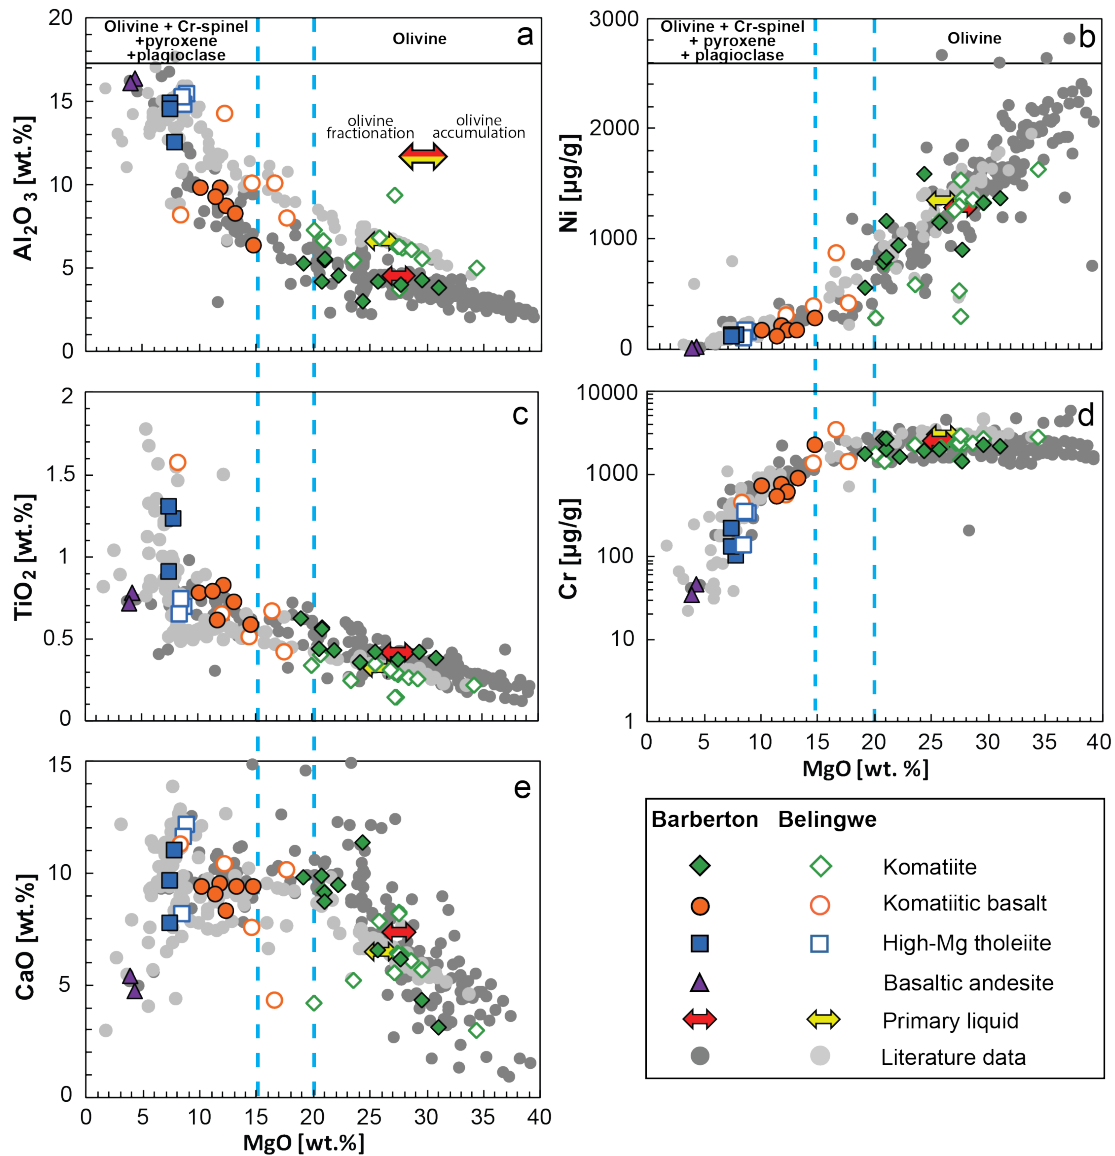 Olivine + Cr-spinel
+pyroxene
+plagioclase
Olivine
a
20
15
10
5
0
Al2O3 [wt.%]
olivine
fractionation
olivine
accumulation
Olivine + Cr-spinel
+ pyroxene
+ plagioclase
Olivine
b
3000
2000
1000
0
Ni [µg/g]
c
2
1.5
1
0.5
0
TiO2 [wt.%]
d
10000
1000
100
10
1
Cr [µg/g]
0 5 10 15 20 25 30 35 40
MgO [wt. %]
e
15
10
5
0
CaO [wt.%]
0 5 10 15 20 25 30 35 40
MgO [wt.%]
Barberton Belingwe
Komatiite
Komatiitic basalt
High-Mg tholeiite
Basaltic andesite
Primary liquid
Literature data